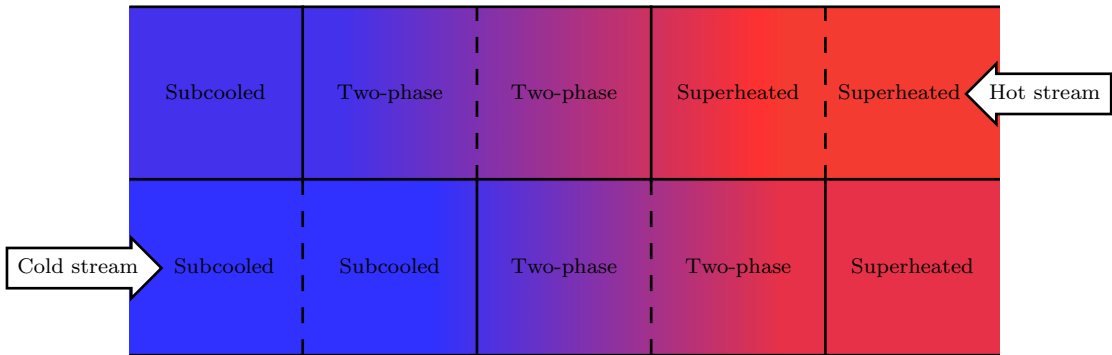 Subcooled
Two-phase
Two-phase
Superheated
Superheated
Hot stream
Cold stream
Subcooled
Subcooled
Two-phase
Two-phase
Superheated